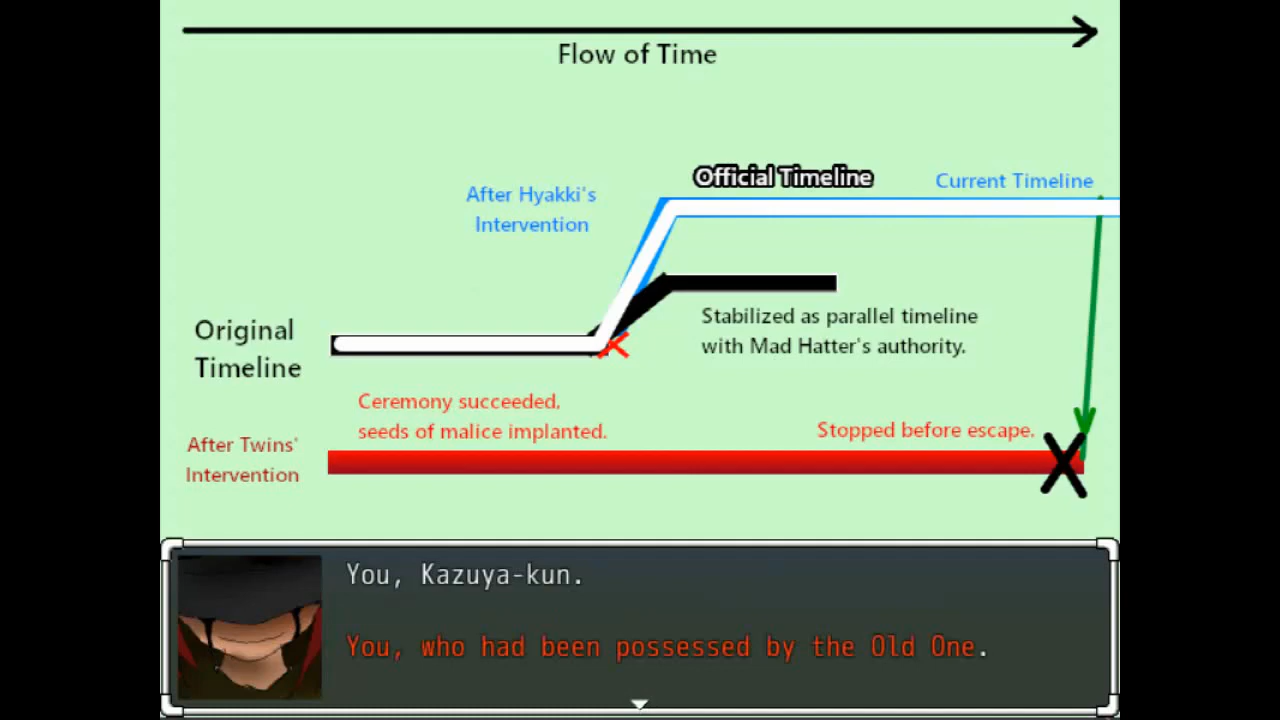 Flow of Time
Official Timeline
Current Timeline
After Hyakki's
Intervention
Original
Timeline
Stabilized as parallel timeline
with Mad Hatter's authority.
Ceremony succeeded,
seeds of malice implanted.
Stopped before escape.
After Twins'
Intervention
You, Kazuya-kun.
You, who had been possessed by the Old One.